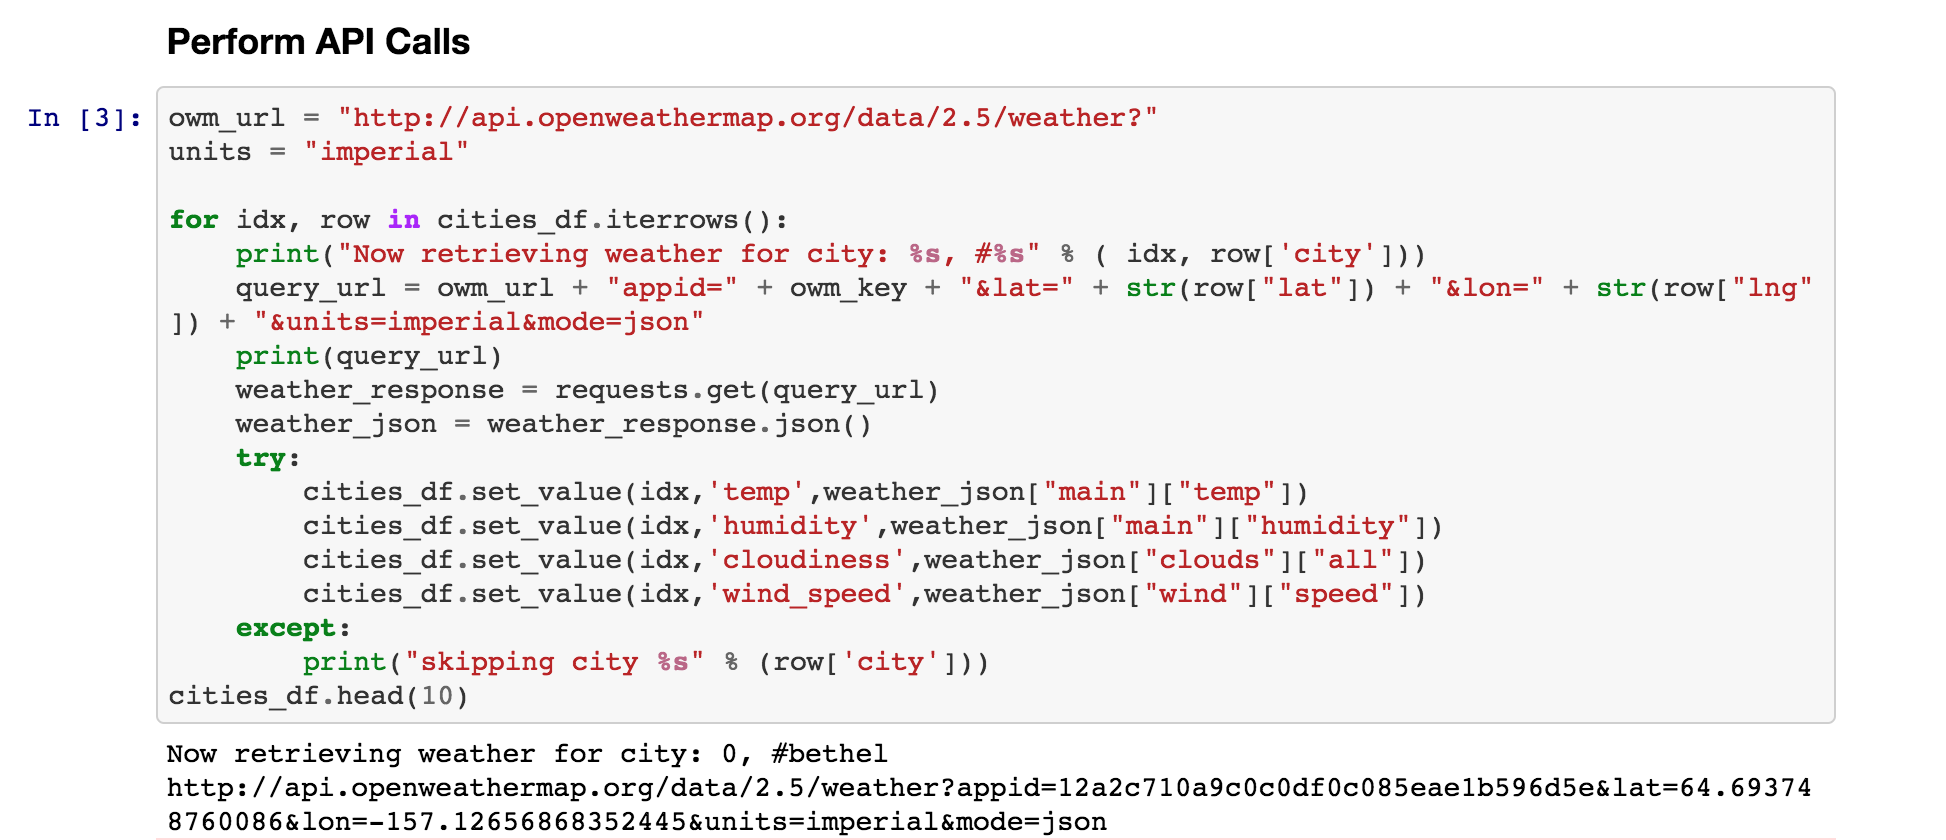 Perform API Calls
In [3]: owm_url = "http://api.openweathermap.org/data/2.5/weather?"
units = "imperial"
for idx, row in cities_df.iterrows():
    print("Now retrieving weather for city: %s, #%s" % ( idx, row['city']))
    query_url = owm_url + "appid=" + owm_key + "&lat=" + str(row["lat"]) + "&lon=" + str(row["lng"
]) + "&units=imperial&mode=json"
    print(query_url)
    weather_response = requests.get(query_url)
    weather_json = weather_response.json()
    try:
        cities_df.set_value(idx,'temp',weather_json["main"]["temp"])
        cities_df.set_value(idx,'humidity',weather_json["main"]["humidity"])
        cities_df.set_value(idx,'cloudiness',weather_json["clouds"]["all"])
        cities_df.set_value(idx,'wind_speed',weather_json["wind"]["speed"])
    except:
        print("skipping city %s" % (row['city']))
cities_df.head(10)
Now retrieving weather for city: 0, #bethel
http://api.openweathermap.org/data/2.5/weather?appid=12a2c710a9c0c0df0c085eae1b596d5e&lat=64.69374
8760086&lon=-157.12656868352445&units=imperial&mode=json